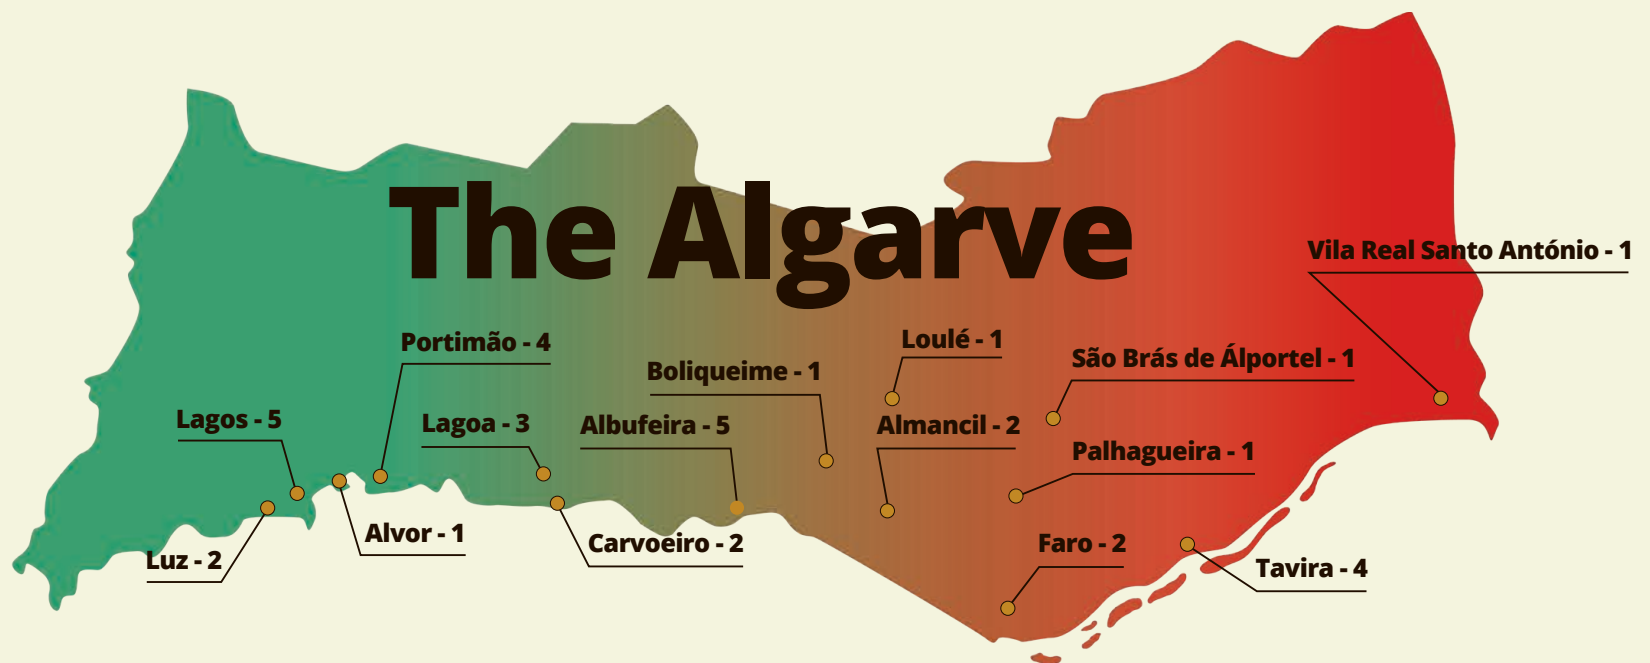 The Algarve
Vila Real Santo António - 1
Portimão - 4
Loulé - 1
São Brás de Álportel - 1
Boliqueime - 1
Lagos - 5
Lagoa - 3
Albufeira - 5
Almancil - 2
Palhagueira - 1
Alvor - 1
Carvoeiro - 2
Faro - 2
Luz - 2
Tavira - 4